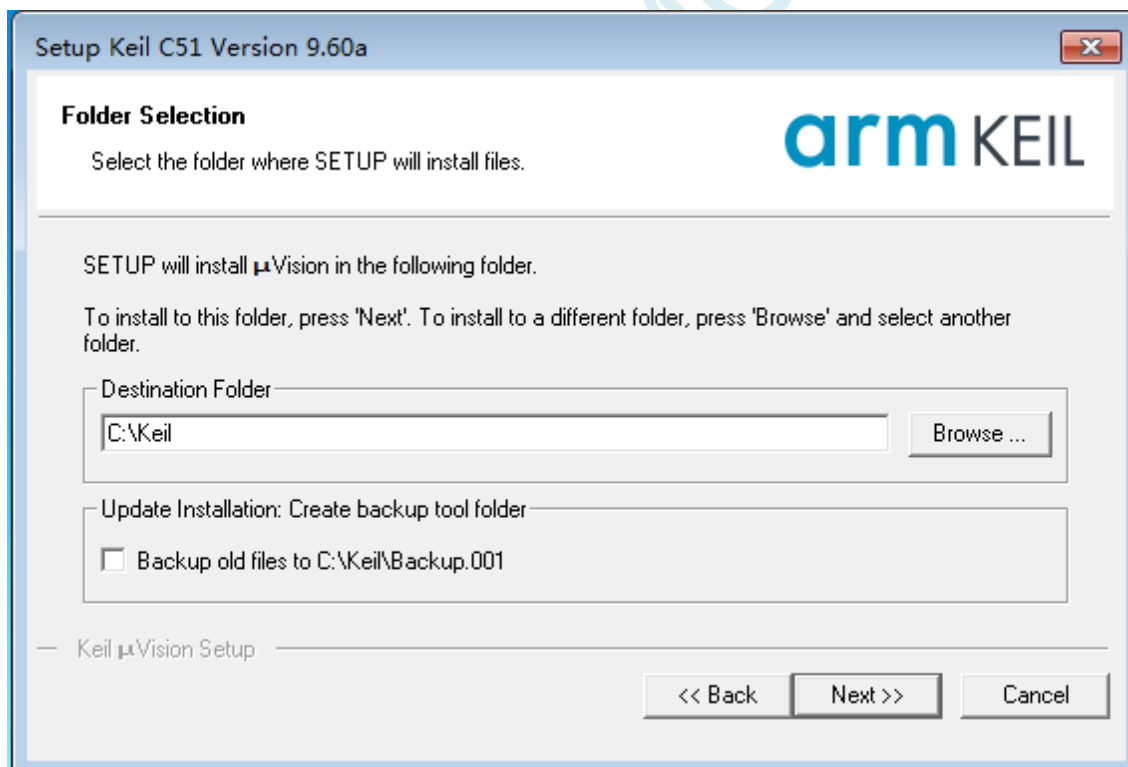 Setup Keil C51 Version 9.60a
Folder Selection
Select the folder where SETUP will install files.
arm KEIL
SETUP will install µVision in the following folder.
To install to this folder, press 'Next'. To install to a different folder, press 'Browse' and select another
folder.
Destination Folder
C:\Keil
Browse ...
Update Installation: Create backup tool folder
Backup old files to C:\Keil\Backup.001
Keil µVision Setup
<< Back
Next >>
Cancel